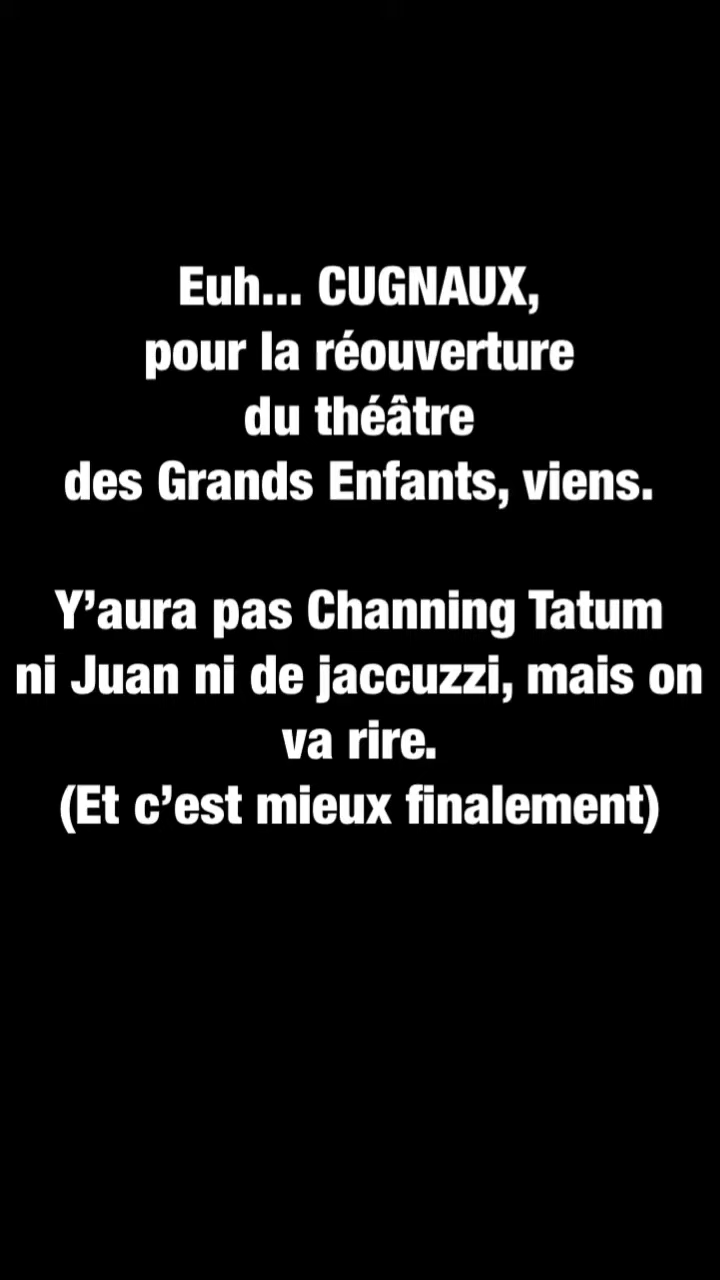 Euh... CUGNAUX,
pour la réouverture
du théâtre
des Grands Enfants, viens.
Y’aura pas Channing Tatum
ni Juan ni de jaccuzzi, mais on
va rire.
(Et c’est mieux finalement)